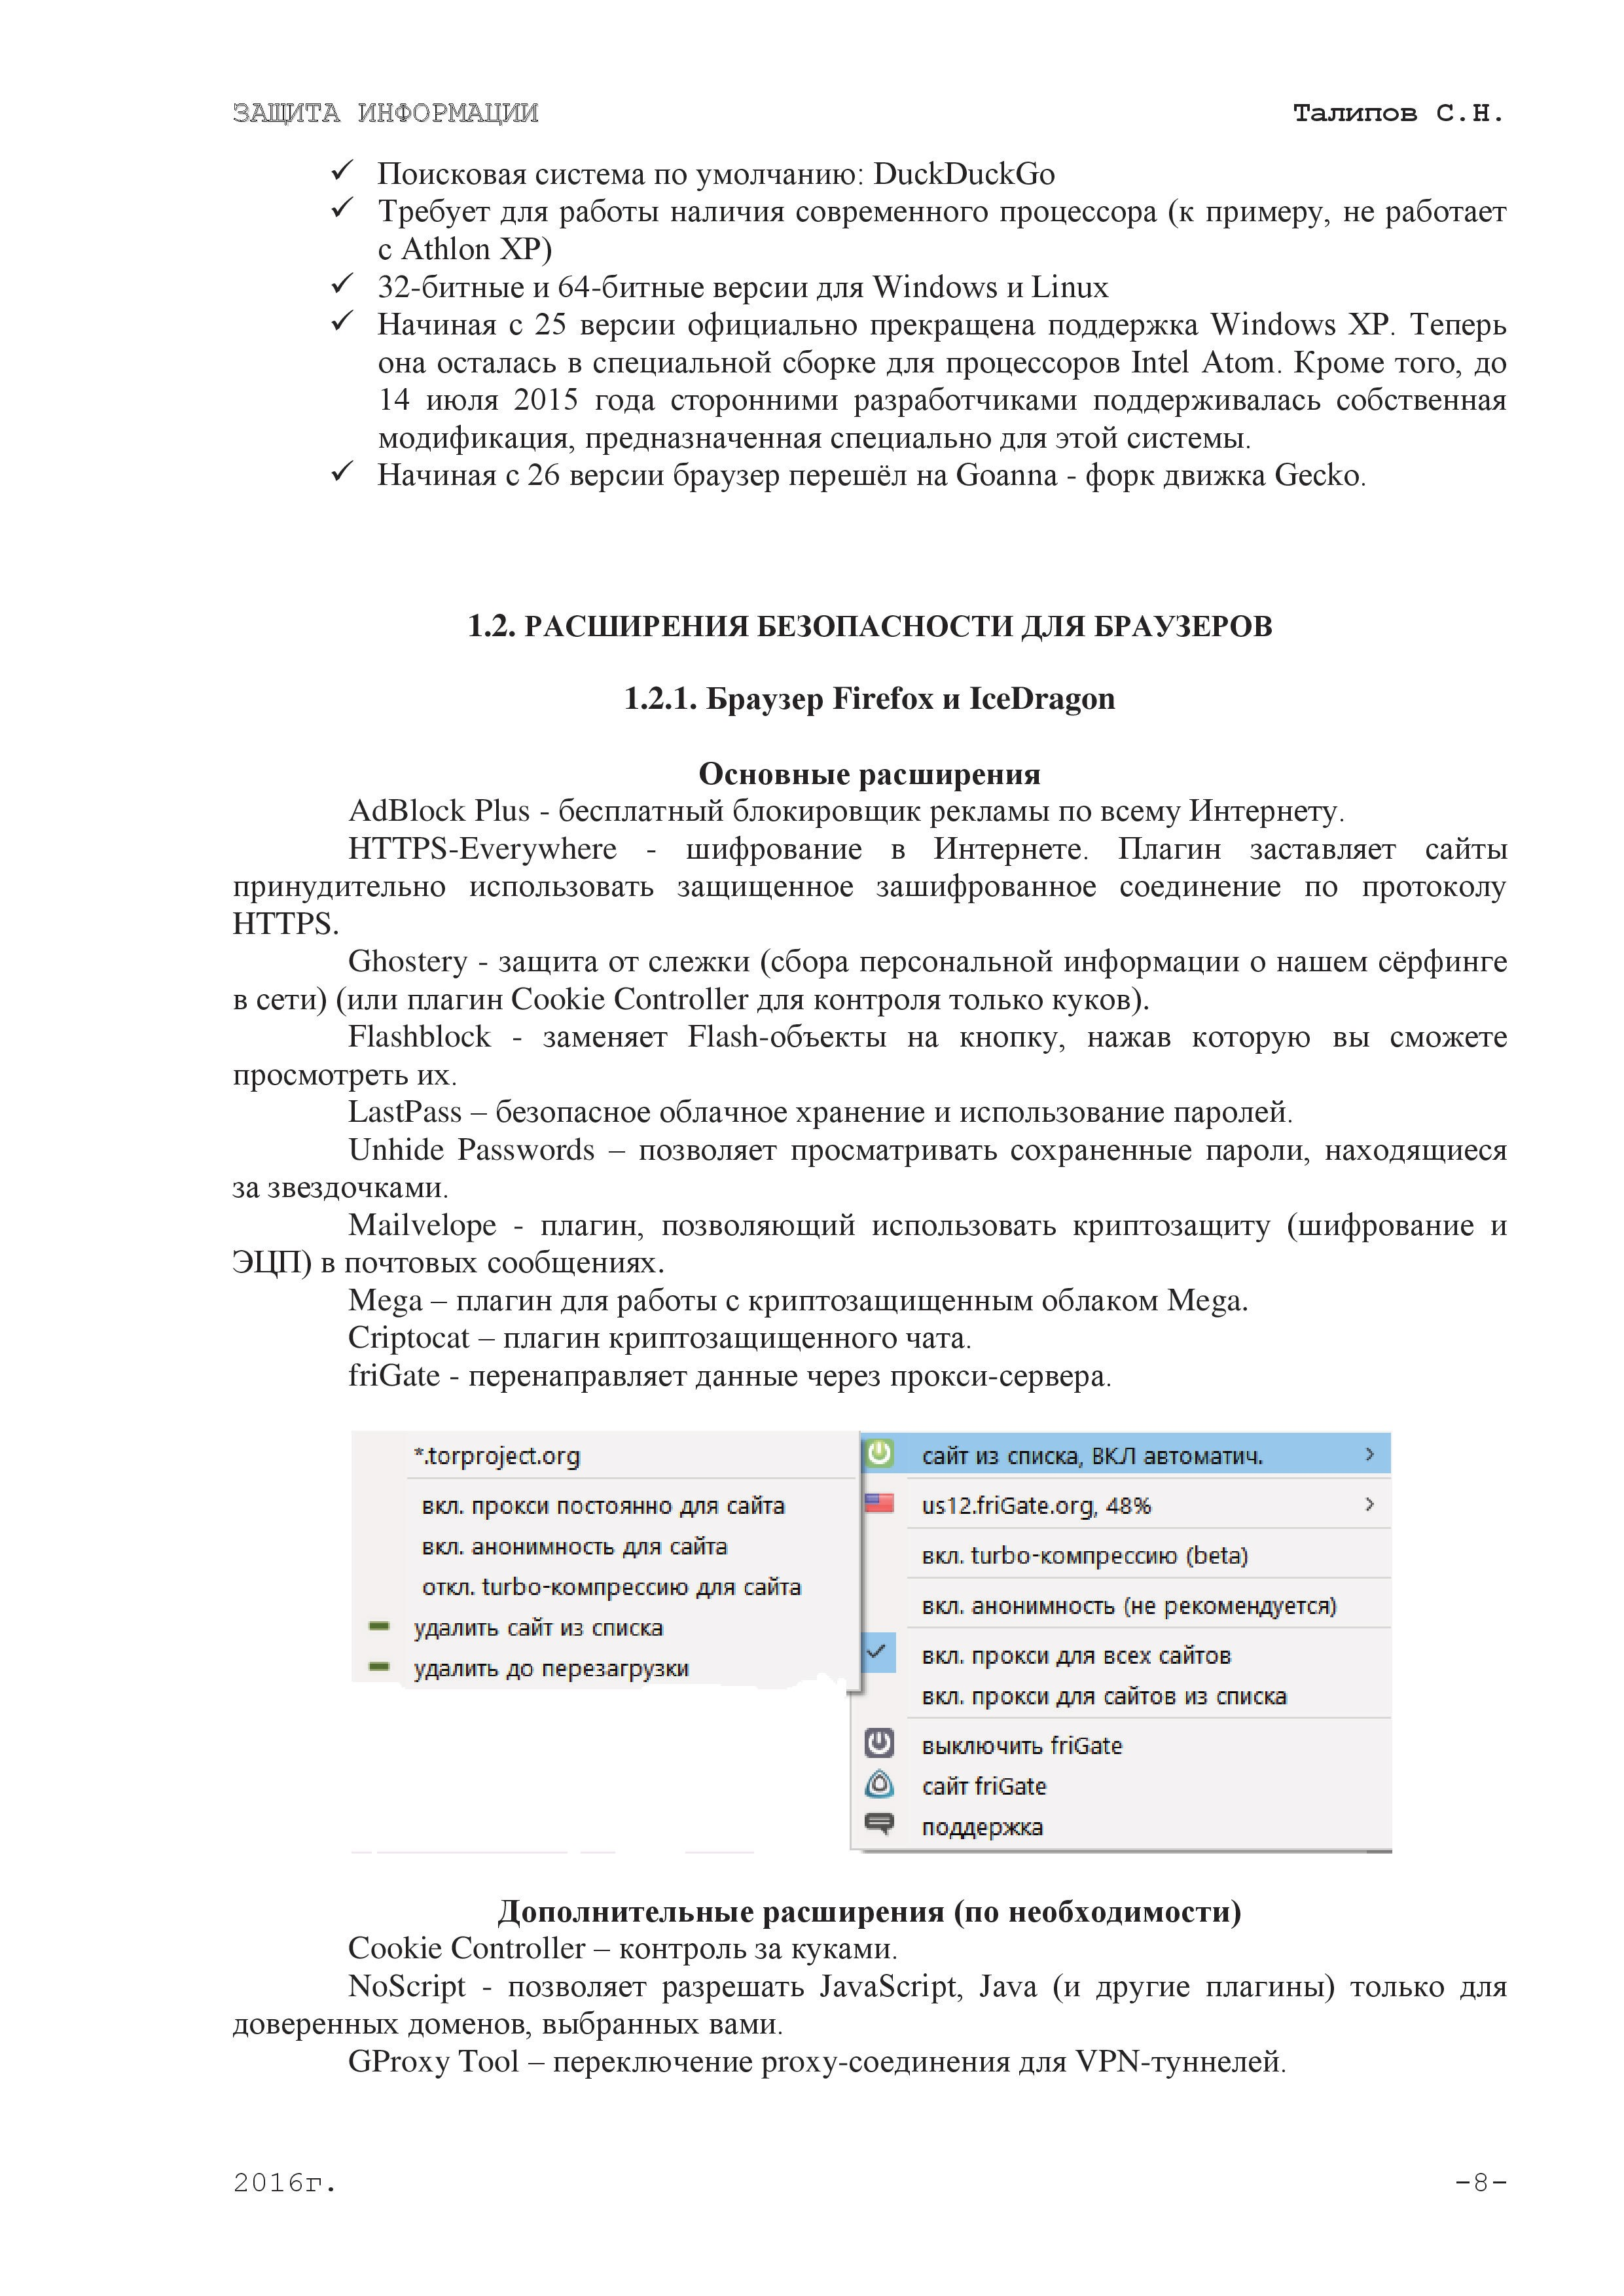 ЗАЩИТА ИНФОРМАЦИИ Талипов С.Н.
✓ Поисковая система по умолчанию: DuckDuckGo
✓ Требует для работы наличия современного процессора (к примеру, не работает
с Athlon XP)
✓ 32-битные и 64-битные версии для Windows и Linux
✓ Начиная с 25 версии официально прекращена поддержка Windows XP. Теперь
она осталась в специальной сборке для процессоров Intel Atom. Кроме того, до
14 июля 2015 года сторонними разработчиками поддерживалась собственная
модификация, предназначенная специально для этой системы.
✓ Начиная с 26 версии браузер перешёл на Goanna - форк движка Gecko.
1.2. РАСШИРЕНИЯ БЕЗОПАСНОСТИ ДЛЯ БРАУЗЕРОВ
1.2.1. Браузер Firefox и IceDragon
Основные расширения
AdBlock Plus - бесплатный блокировщик рекламы по всему Интернету.
HTTPS-Everywhere - шифрование в Интернете. Плагин заставляет сайты
принудительно использовать защищенное зашифрованное соединение по протоколу
HTTPS.
Ghostery - защита от слежки (сбора персональной информации о нашем сёрфинге
в сети) (или плагин Cookie Controller для контроля только куков).
Flashblock - заменяет Flash-объекты на кнопку, нажав которую вы сможете
просмотреть их.
LastPass – безопасное облачное хранение и использование паролей.
Unhide Passwords – позволяет просматривать сохраненные пароли, находящиеся
за звездочками.
Mailvelope - плагин, позволяющий использовать криптозащиту (шифрование и
ЭЦП) в почтовых сообщениях.
Mega – плагин для работы с криптозащищенным облаком Mega.
Criptocat – плагин криптозащищенного чата.
friGate - перенаправляет данные через прокси-сервера.
*.torproject.org
вкл. прокси постоянно для сайта
вкл. анонимность для сайта
откл. turbo-компрессию для сайта
удалить сайт из списка
удалить до перезагрузки
сайт из списка, ВКЛ автоматич.
us12.friGate.org, 48%
вкл. turbo-компрессию (beta)
вкл. анонимность (не рекомендуется)
вкл. прокси для всех сайтов
вкл. прокси для сайтов из списка
выключить friGate
сайт friGate
поддержка
Дополнительные расширения (по необходимости)
Cookie Controller – контроль за куками.
NoScript - позволяет разрешать JavaScript, Java (и другие плагины) только для
доверенных доменов, выбранных вами.
GProxy Tool – переключение proxy-соединения для VPN-туннелей.
2016г. -8-